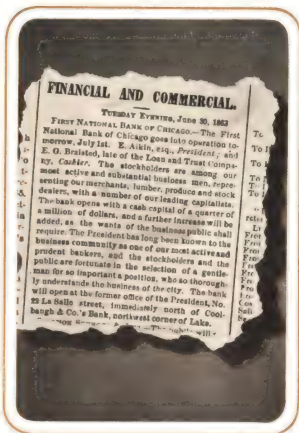 FINANCIAL AND COMMERCIAL.
TUESDAY EVENING, June 30, 1863
FIRST NATIONAL BANK OF CHICAGO.—The First
National Bank of Chicago goes into operation to-
morrow, July 1st. E. Aikin, esq., President; and
E. G. Braisted, late of the Loan and Trust Compa-
ny, Cashier. The stockholders are among our
most active and substantial business men, repre-
senting our merchants, lumber, produce and stock
dealers, with a number of our leading capitalists.
The bank opens with a cash capital of a quarter of
a million of dollars, and a further increase will be
added, as the wants of the business public shall
require. The President has long been known to the
business community as one of our most active and
prudent bankers, and the stockholders and the
public are fortunate in the selection of a gentle-
man for so important a position, who so thorough-
ly understands the business of the city. The bank
will open at the former office of the President, No.
22 La Salle street, immediately north of Cool-
baugh & Co.'s Bank, northwest corner of Lake.